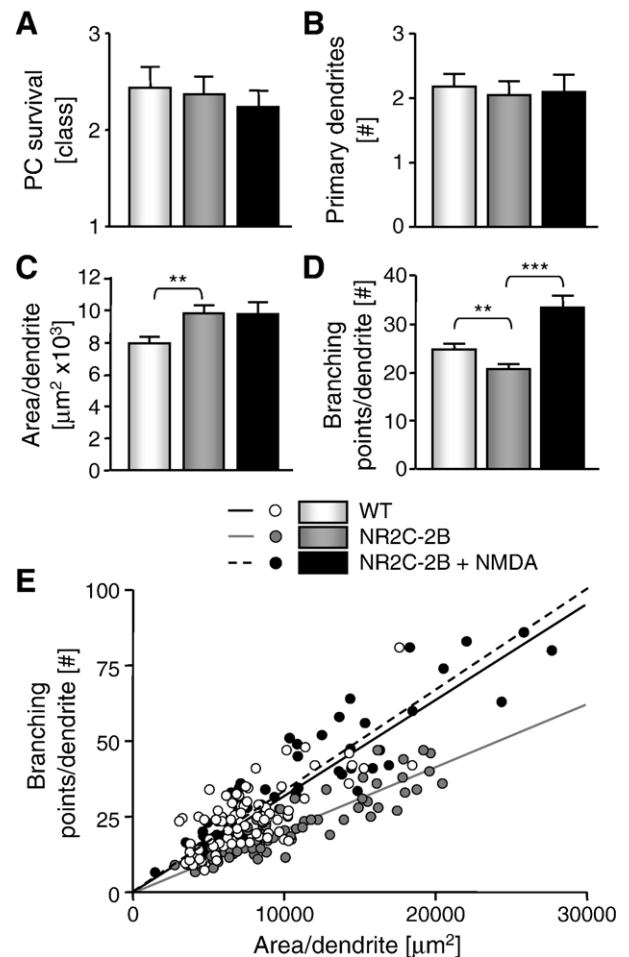 A
PC survival
[class]
3
2
1
B
Primary dendrites
[#]
3
2
1
0
C
Area/dendrite
[µm² x10³]
12
10
8
6
4
2
0
**
D
Branching
points/dendrite [#]
40
30
20
10
0
**
***
WT
NR2C-2B
NR2C-2B + NMDA
E
Branching
points/dendrite [#]
100
75
50
25
0
0
10000
20000
30000
Area/dendrite [µm²]